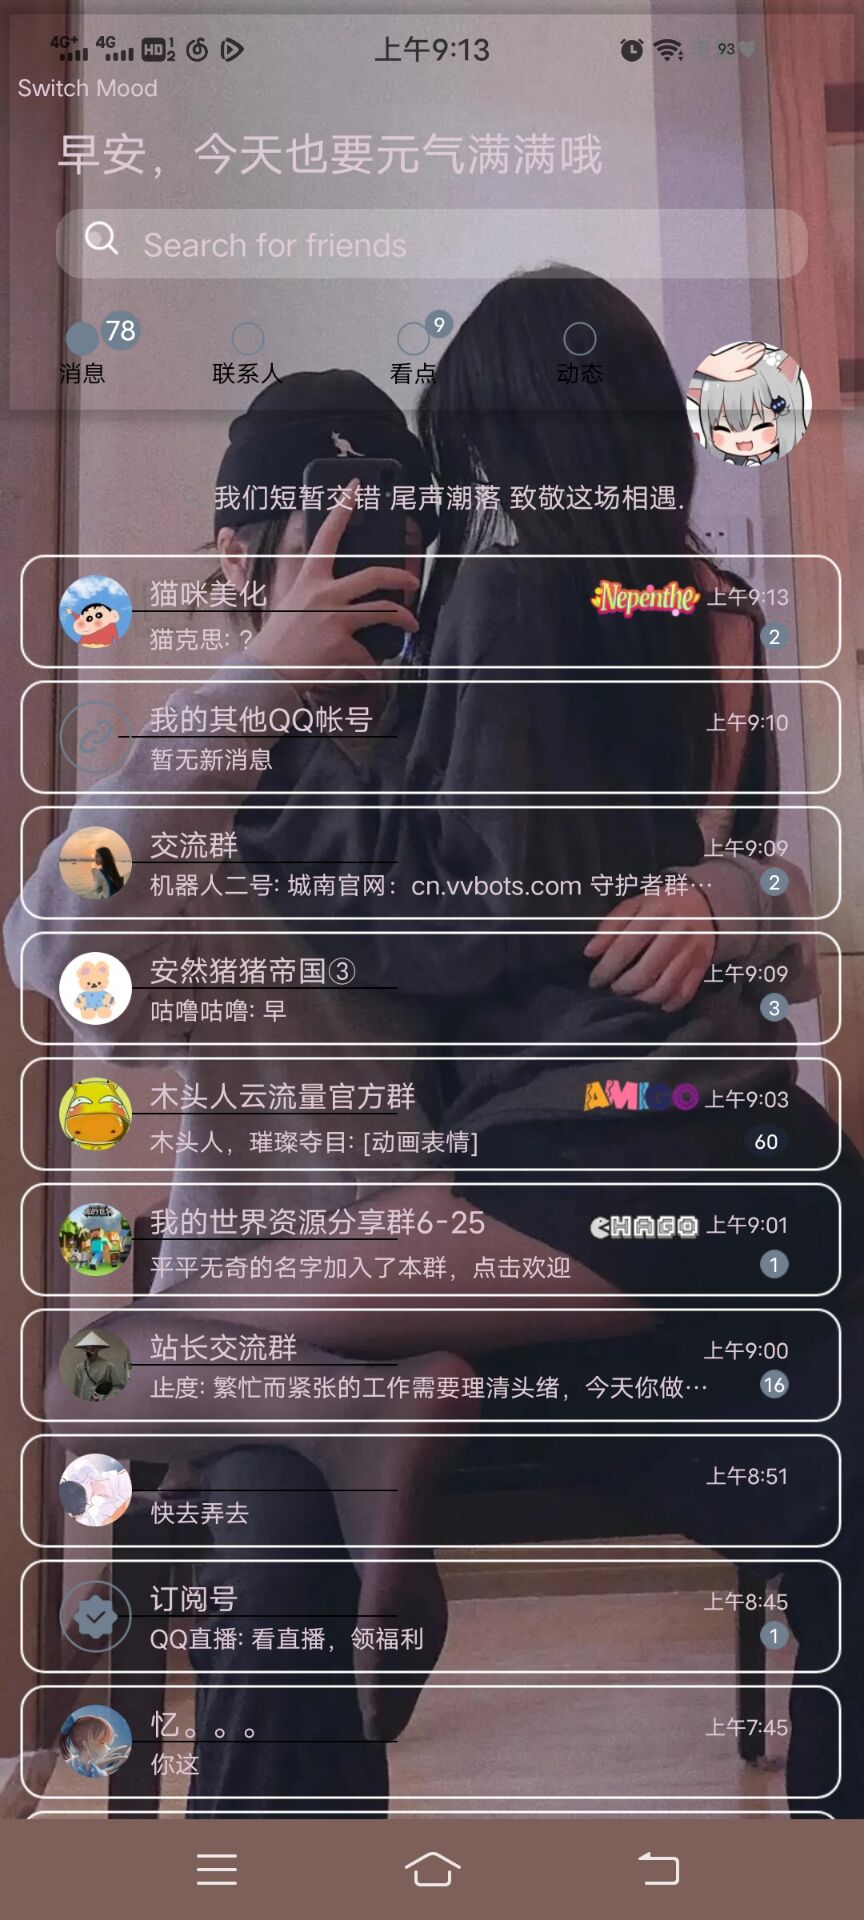 4G+ 4G HD 1 2 上午9:13 93
Switch Mood
早安，今天也要元气满满哦
Search for friends
78 9
消息 联系人 看点 动态
我们短暂交错 尾声潮落 致敬这场相遇.
猫咪美化 Nepenthe 上午9:13
猫克思: ? 2
我的其他QQ帐号 上午9:10
暂无新消息
交流群 上午9:09
机器人二号: 城南官网：cn.vvbots.com 守护者群… 2
安然猪猪帝国③ 上午9:09
咕噜咕噜: 早 3
木头人云流量官方群 AMIGO 上午9:03
木头人，璀璨夺目: [动画表情] 60
我的世界资源分享群6-25 CHAGO 上午9:01
平平无奇的名字加入了本群，点击欢迎 1
站长交流群 上午9:00
止度: 繁忙而紧张的工作需要理清头绪，今天你做… 16
上午8:51
快去弄去
订阅号 上午8:45
QQ直播: 看直播，领福利 1
忆。。。 上午7:45
你这